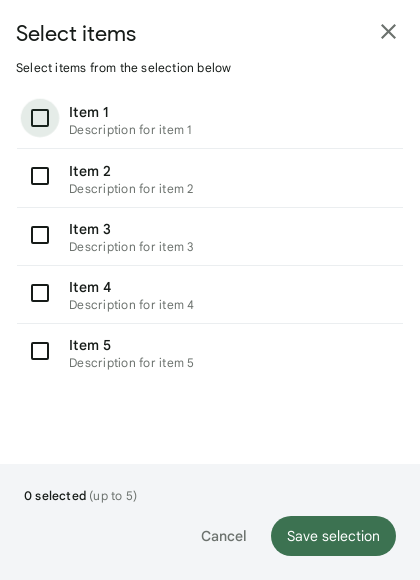 Select items
Select items from the selection below
Item 1
Description for item 1
Item 2
Description for item 2
Item 3
Description for item 3
Item 4
Description for item 4
Item 5
Description for item 5
0 selected (up to 5)
Cancel
Save selection